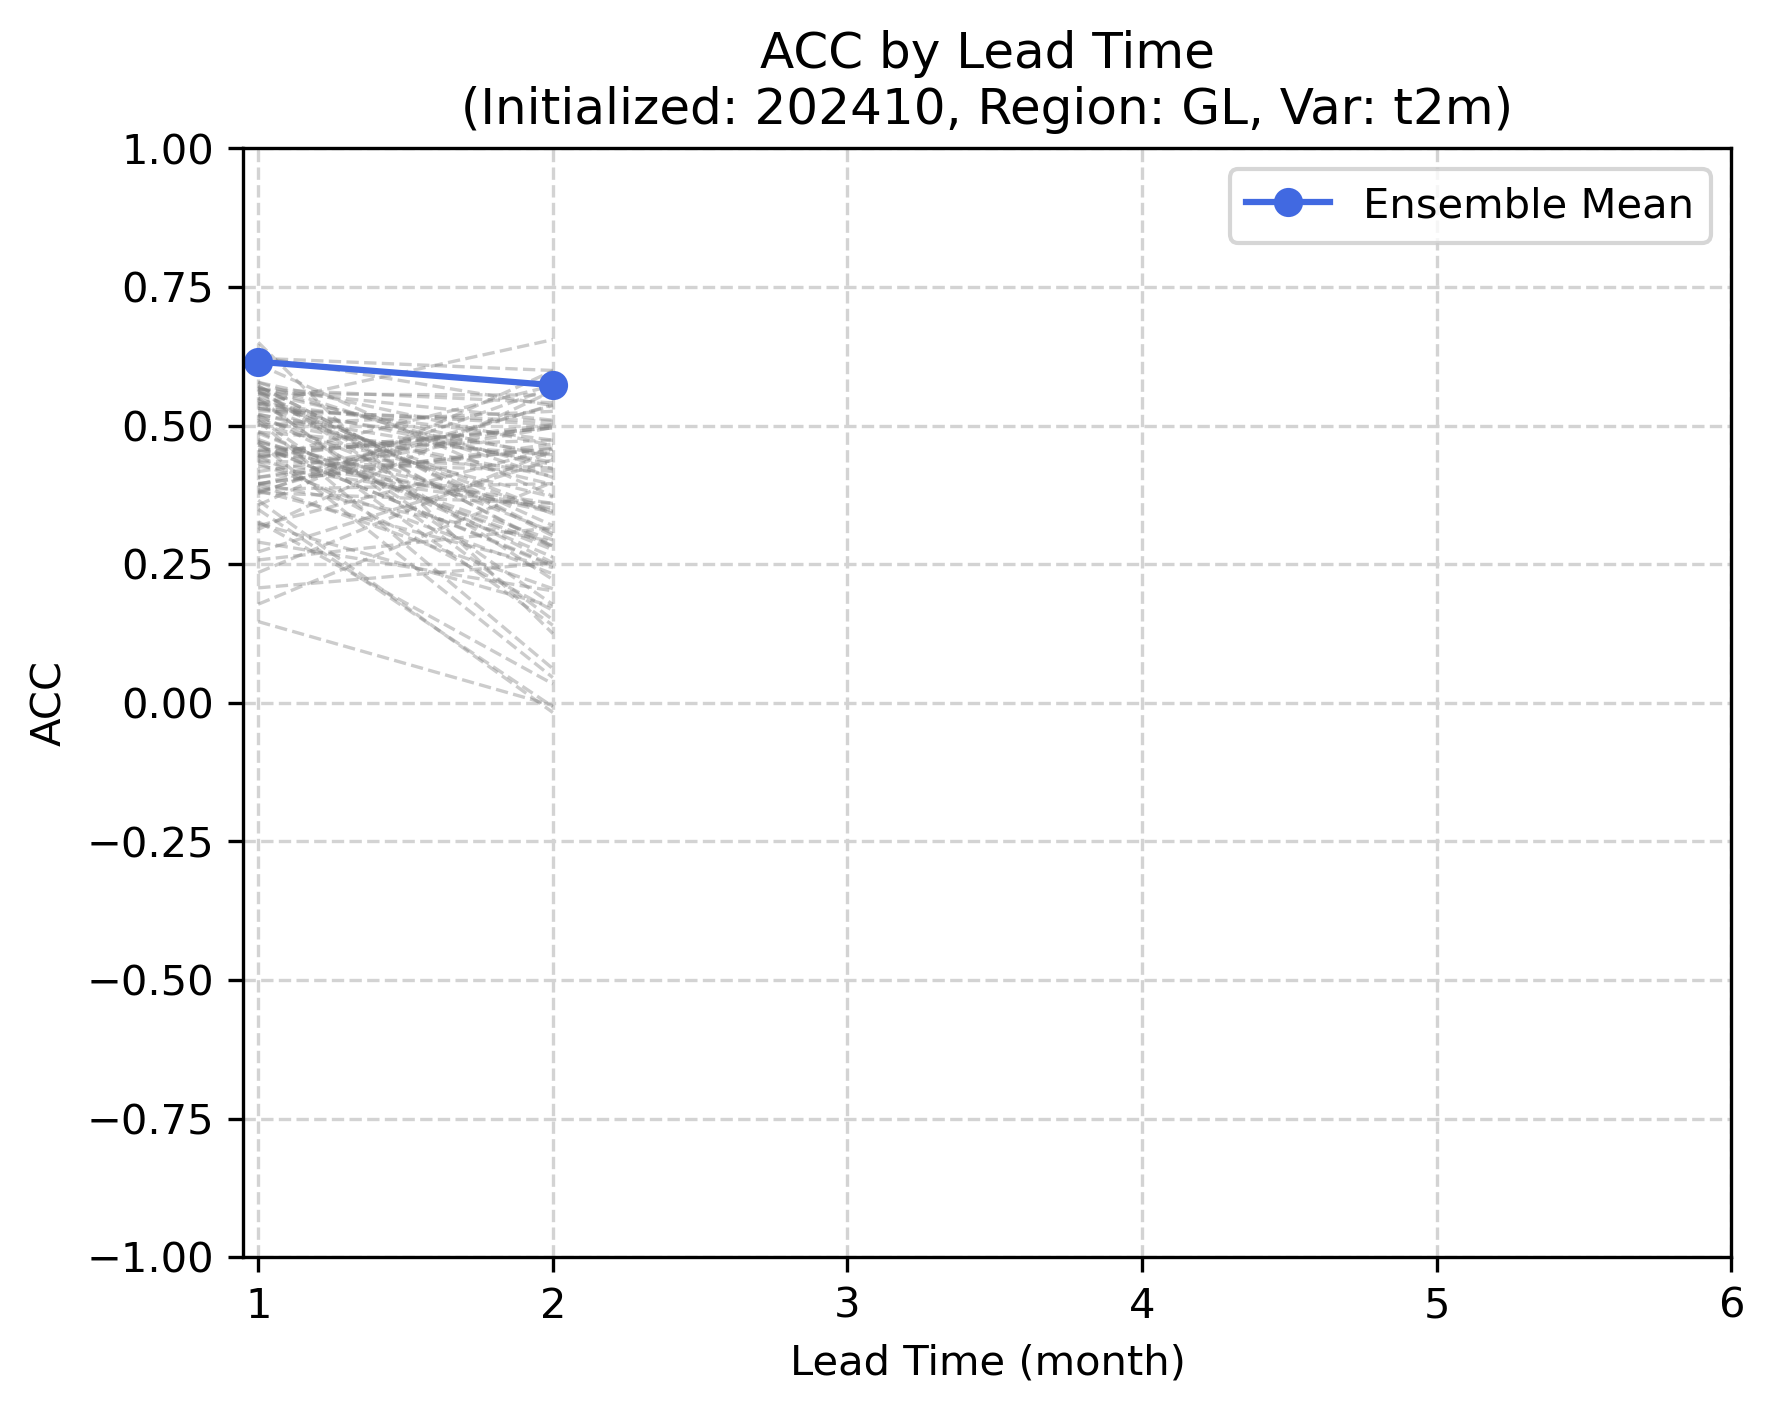 ACC by Lead Time
(Initialized: 202410, Region: GL, Var: t2m)
Ensemble Mean
1.00
0.75
0.50
0.25
0.00
−0.25
−0.50
−0.75
−1.00
ACC
1 2 3 4 5 6
Lead Time (month)